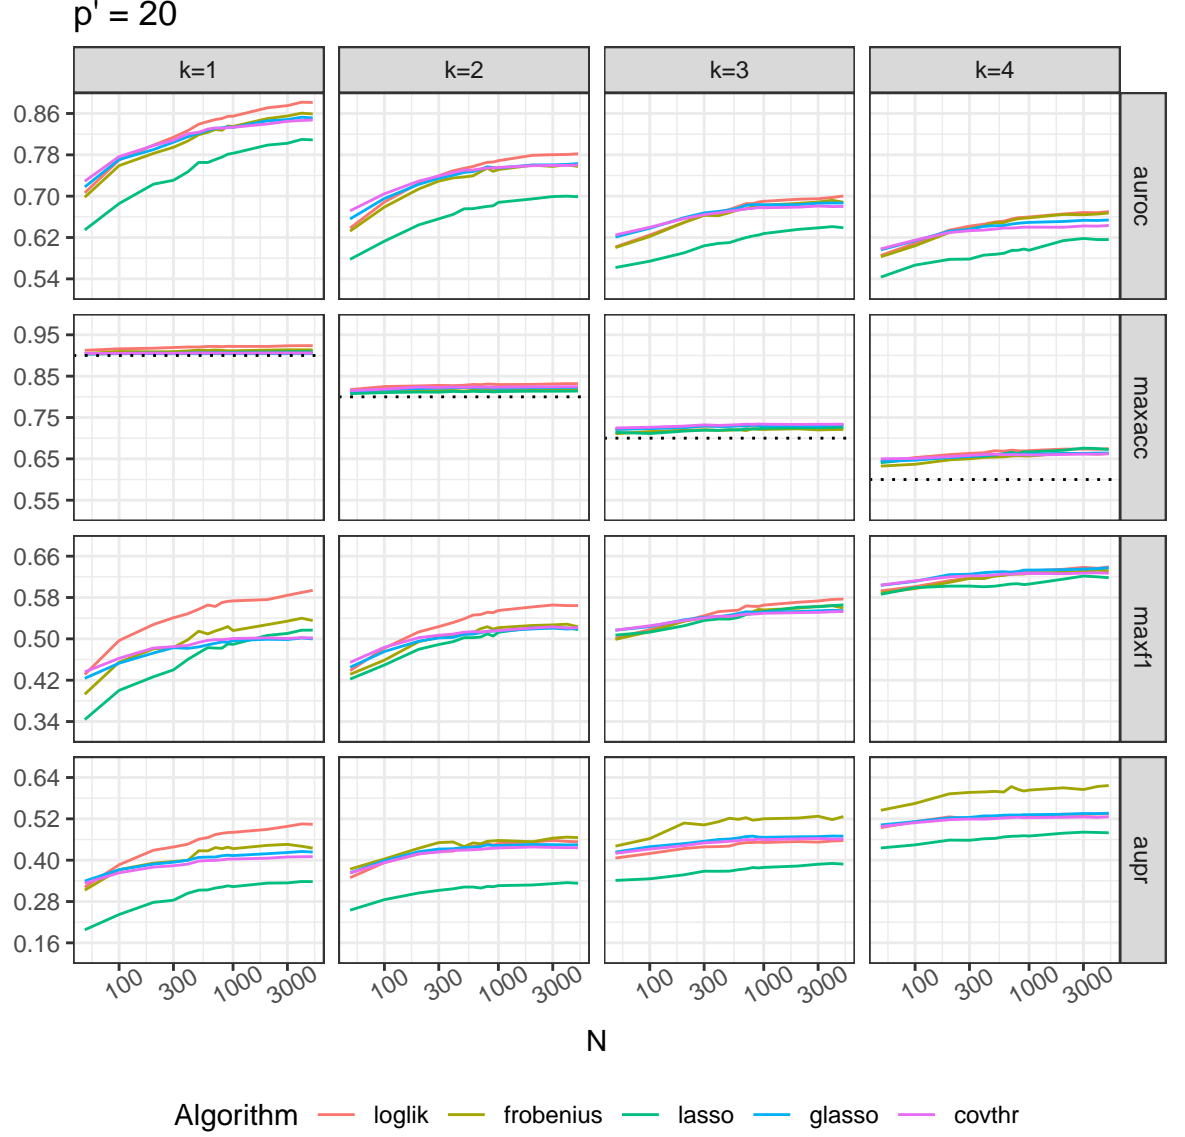 p' = 20
k=1 k=2 k=3 k=4
0.86
0.78
0.70
0.62
0.54
auroc
0.95
0.85
0.75
0.65
0.55
maxacc
0.66
0.58
0.50
0.42
0.34
maxf1
0.64
0.52
0.40
0.28
0.16
aupr
100 300 1000 3000 100 300 1000 3000 100 300 1000 3000 100 300 1000 3000
N
Algorithm loglik frobenius lasso glasso covthr